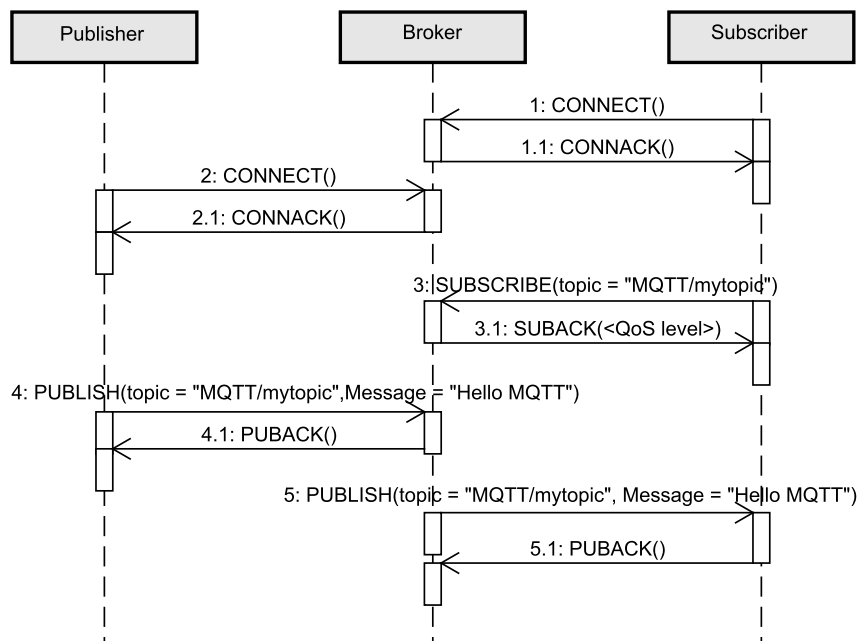 Publisher
Broker
Subscriber
1: CONNECT()
1.1: CONNACK()
2: CONNECT()
2.1: CONNACK()
3: SUBSCRIBE(topic = "MQTT/mytopic")
3.1: SUBACK(<QoS level>)
4: PUBLISH(topic = "MQTT/mytopic",Message = "Hello MQTT")
4.1: PUBACK()
5: PUBLISH(topic = "MQTT/mytopic", Message = "Hello MQTT")
5.1: PUBACK()